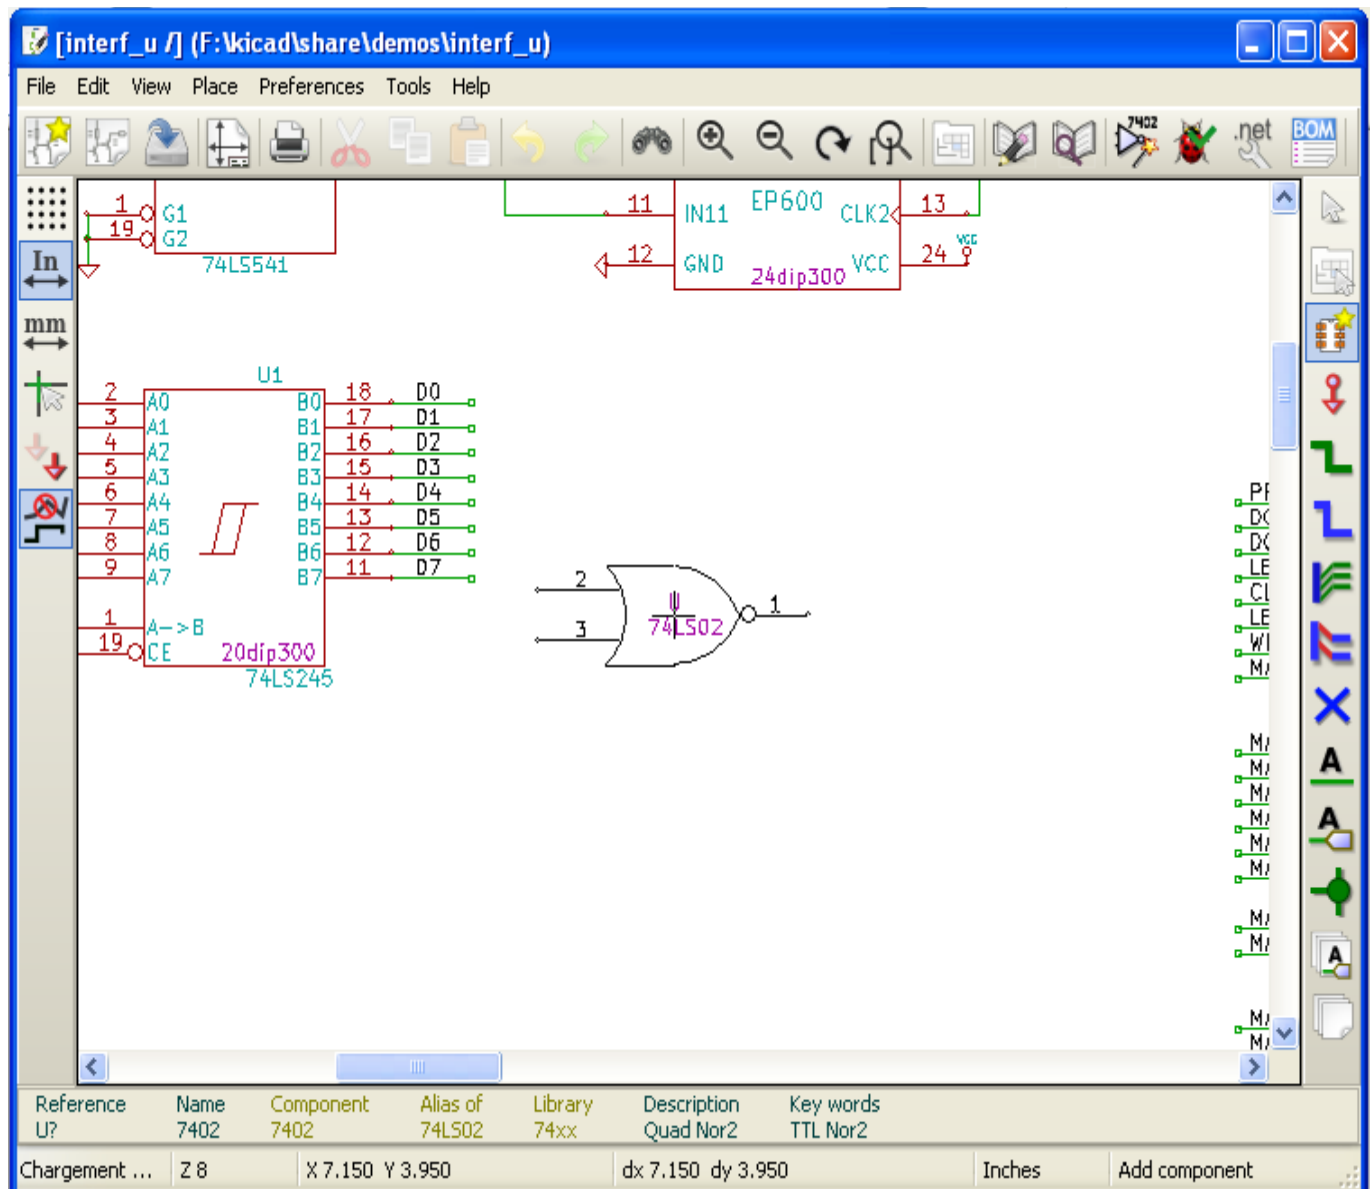 [interf_u /] (F:\kicad\share\demos\interf_u)
File Edit View Place Preferences Tools Help
7402
.net
BOM
In
mm
1 G1
19 G2
74LS541
11 IN11 EP600 CLK2 13
12 GND VCC 24 VCC
24dip300
U1
2 A0 B0 18 D0
3 A1 B1 17 D1
4 A2 B2 16 D2
5 A3 B3 15 D3
6 A4 B4 14 D4
7 A5 B5 13 D5
8 A6 B6 12 D6
9 A7 B7 11 D7
1 A->B
19 CE 20dip300
74LS245
2
U
1
74LS02
3
CL
LE
A
A
A
Reference Name Component Alias of Library Description Key words
U? 7402 7402 74LS02 74xx Quad Nor2 TTL Nor2
Chargement ... Z 8 X 7.150 Y 3.950 dx 7.150 dy 3.950 Inches Add component